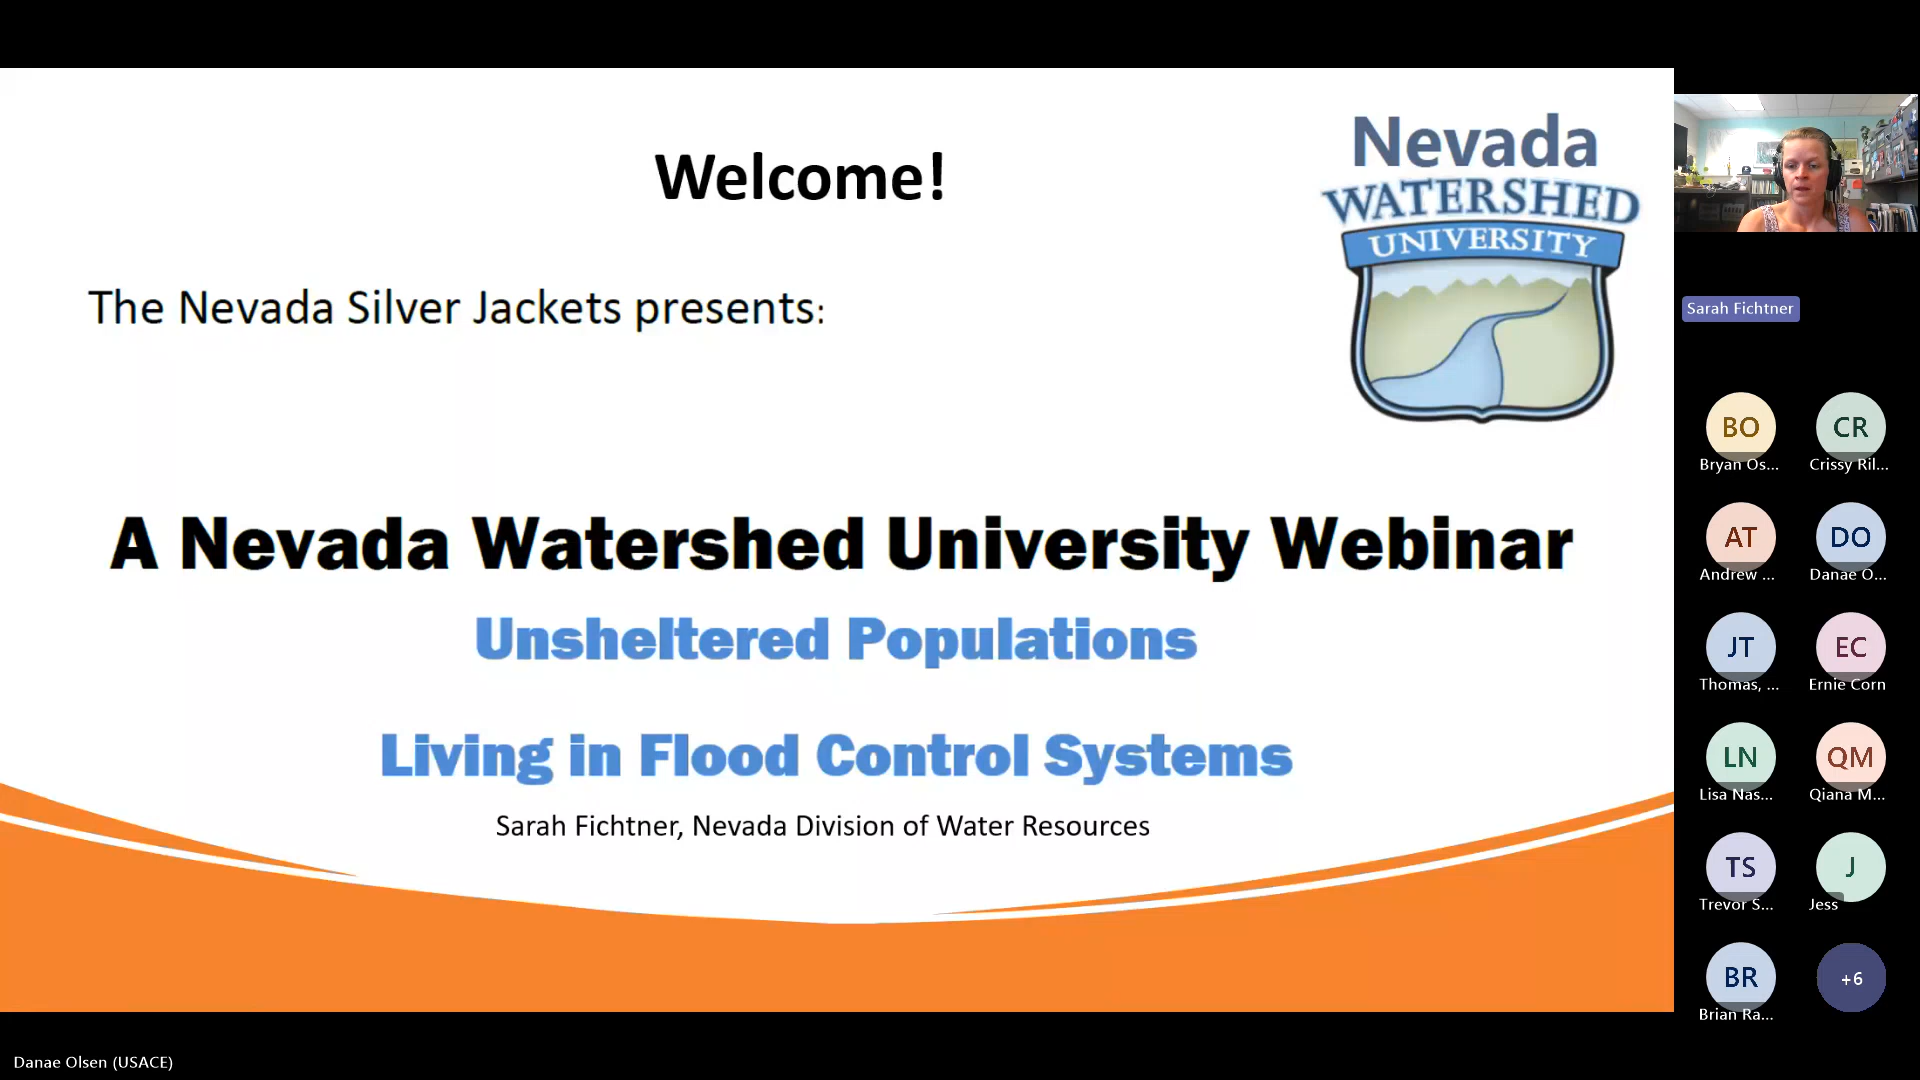 Welcome!
Nevada
WATERSHED
UNIVERSITY
The Nevada Silver Jackets presents:
A Nevada Watershed University Webinar
Unsheltered Populations
Living in Flood Control Systems
Sarah Fichtner, Nevada Division of Water Resources
Sarah Fichtner
BO
CR
Bryan Os...
Crissy Ril...
AT
DO
Andrew ...
Danae O...
JT
EC
Thomas, ...
Ernie Corn
LN
QM
Lisa Nas...
Qiana M...
TS
J
Trevor S...
Jess
BR
+6
Brian Ra...
Danae Olsen (USACE)